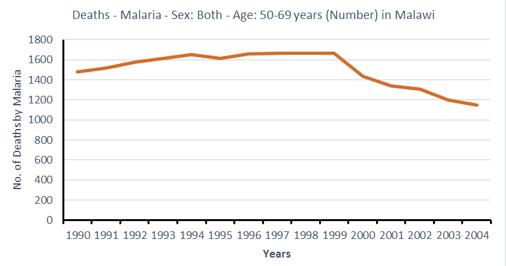 Deaths - Malaria - Sex: Both - Age: 50-69 years (Number) in Malawi
No. of Deaths by Malaria
1800
1600
1400
1200
1000
800
600
400
200
0
1990 1991 1992 1993 1994 1995 1996 1997 1998 1999 2000 2001 2002 2003 2004
Years